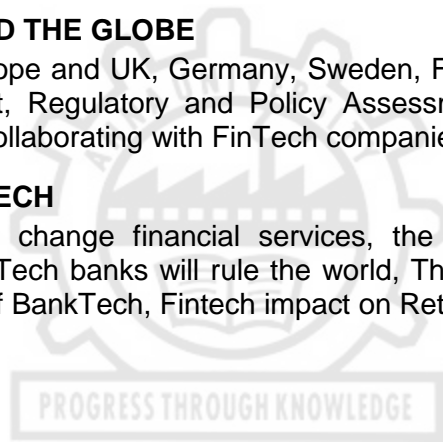 D THE GLOBE
ope and UK, Germany, Sweden, F
t, Regulatory and Policy Assessm
ollaborating with FinTech companie
ECH
change financial services, the
Tech banks will rule the world, Th
f BankTech, Fintech impact on Ret
PROGRESS THROUGH KNOWLEDGE